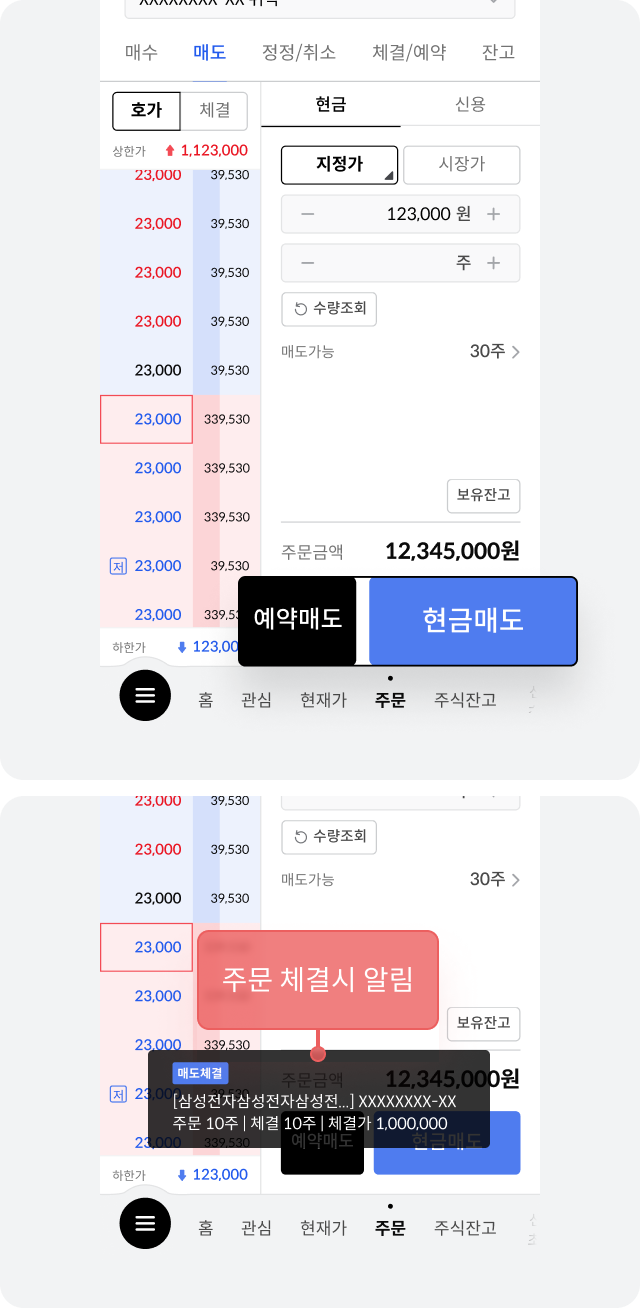 XXXXXXXX-XX 위탁
매수 매도 정정/취소 체결/예약 잔고
호가 체결 현금 신용
상한가 1,123,000
지정가 시장가
23,000 39,530
23,000 39,530
123,000 원
23,000 39,530
주
23,000 39,530
수량조회
23,000 39,530
매도가능 30주
23,000 339,530
23,000 339,530
보유잔고
23,000 339,530
주문금액 12,345,000원
저 23,000 39,530
23,000
예약매도 현금매도
하한가
홈 관심 현재가 주문 주식잔고
23,000 39,530
수량조회
23,000 39,530
매도가능 30주
23,000 39,530
23,000
주문 체결시 알림
23,000
보유잔고
23,000 339,530
매도체결
주문금액 12,345,000원
저 23,000
[삼성전자삼성전자삼성전...] XXXXXXXX-XX
주문 10주 | 체결 10주 | 체결가 1,000,000
23,000
예약매도 현금매도
하한가 123,000
홈 관심 현재가 주문 주식잔고